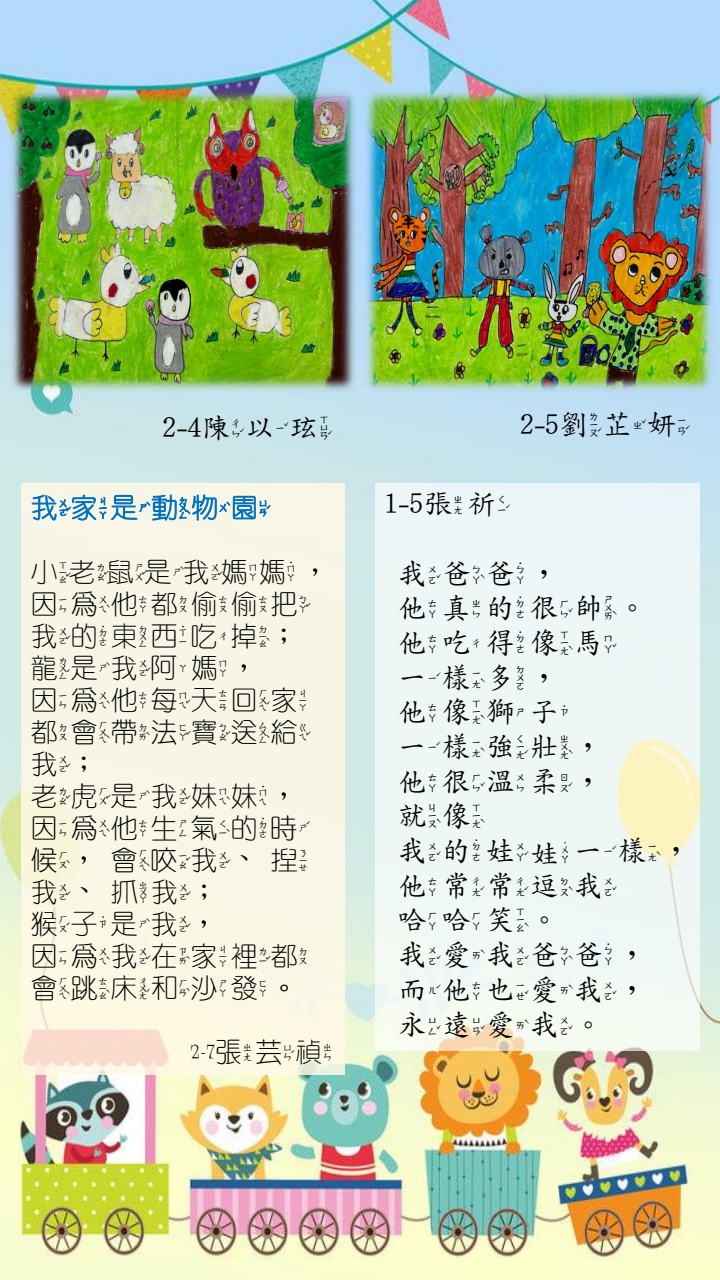 2-4陳以玹
2-5劉芷妍
我家是動物園
小老鼠是我媽媽，
因為他都偷偷把
我的東西吃掉；
龍是我阿媽，
因為他每天回家
都會帶法寶送給
我；
老虎是我妹妹，
因為他生氣的時
候， 會咬我、 捏
我、 抓我；
猴子是我，
因為我在家裡都
會跳床和沙發。
2-7張芸禎
1-5張祈
我爸爸，
他真的很帥。
他吃得像馬
一樣多，
他像獅子
一樣強壯，
他很溫柔，
就像
我的娃娃一樣，
他常常逗我
哈哈笑。
我愛我爸爸，
而他也愛我，
永遠愛我。